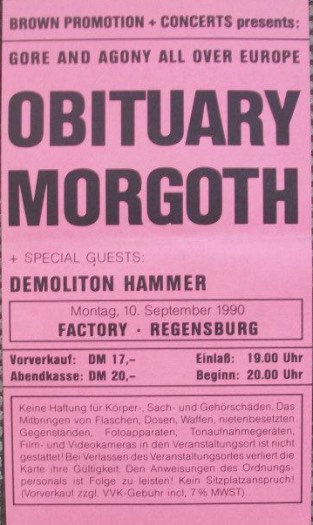 BROWN PROMOTION + CONCERTS presents:
GORE AND AGONY ALL OVER EUROPE
OBITUARY
MORGOTH
+ SPECIAL GUESTS:
DEMOLITON HAMMER
Montag, 10. September 1990
FACTORY · REGENSBURG
Vorverkauf: DM 17,– Einlaß: 19.00 Uhr
Abendkasse: DM 20,– Beginn: 20.00 Uhr
Keine Haftung für Körper-, Sach- und Gehörschäden. Das
Mitbringen von Flaschen, Dosen, Waffen, nietenbesetzten
Gegenständen, Fotoapparaten, Tonaufnahmegeräten,
Film- und Videokameras in den Veranstaltungsort ist nicht
gestattet! Bei Verlassen des Veranstaltungsortes verliert die
Karte ihre Gültigkeit. Den Anweisungen des Ordnungs-
personals ist Folge zu leisten! Kein Sitzplatzanspruch!
(Vorverkauf zzgl. VVK-Gebühr incl. 7% MWST)